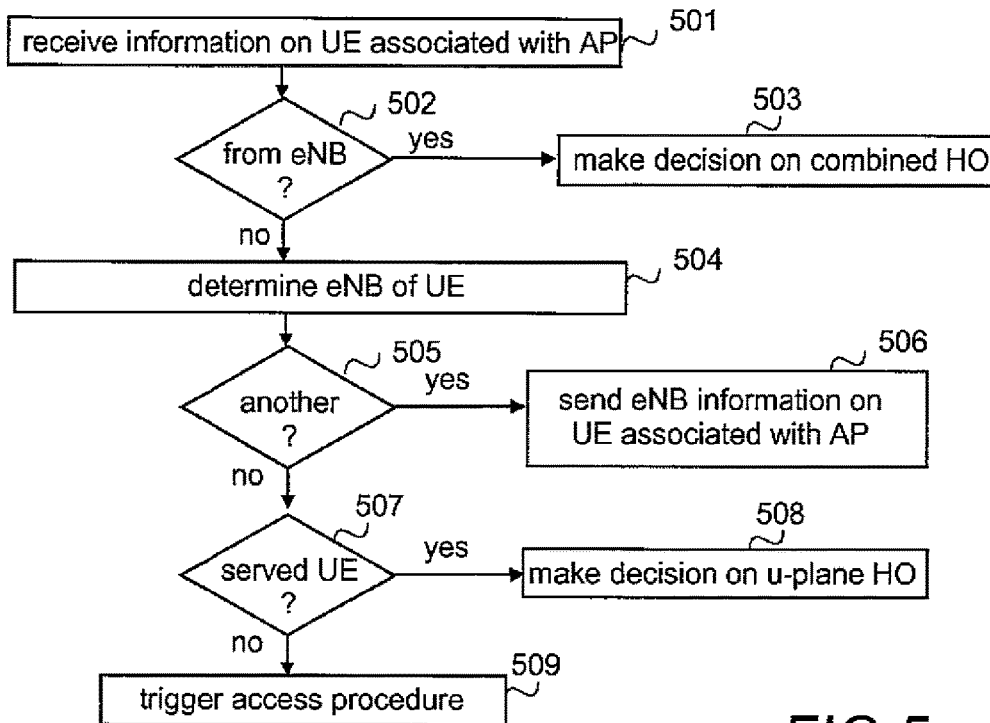 receive information on UE associated with AP
501
502
from eNB
?
yes
503
make decision on combined HO
no
504
determine eNB of UE
505
another
?
yes
506
send eNB information on
UE associated with AP
no
507
served UE
?
yes
508
make decision on u-plane HO
no
509
trigger access procedure